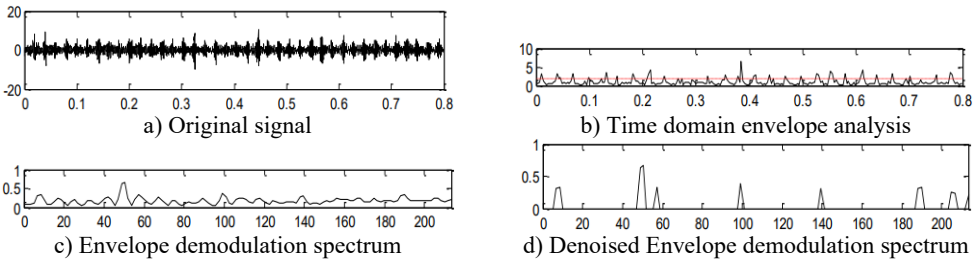 20
0
-20
0 0.1 0.2 0.3 0.4 0.5 0.6 0.7 0.8
a) Original signal
10
5
0
0 0.1 0.2 0.3 0.4 0.5 0.6 0.7 0.8
b) Time domain envelope analysis
1
0.5
0
0 20 40 60 80 100 120 140 160 180 200
c) Envelope demodulation spectrum
1
0.5
0
0 20 40 60 80 100 120 140 160 180 200
d) Denoised Envelope demodulation spectrum